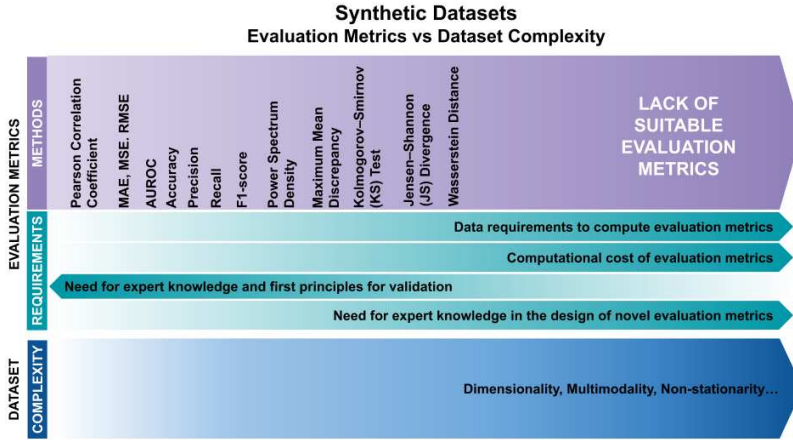 Synthetic Datasets
Evaluation Metrics vs Dataset Complexity
EVALUATION METRICS
METHODS
Pearson Correlation
Coefficient
MAE, MSE. RMSE
AUROC
Accuracy
Precision
Recall
F1-score
Power Spectrum
Density
Maximum Mean
Discrepancy
Kolmogorov–Smirnov
(KS) Test
Jensen–Shannon
(JS) Divergence
Wasserstein Distance
LACK OF
SUITABLE
EVALUATION
METRICS
REQUIREMENTS
Data requirements to compute evaluation metrics
Computational cost of evaluation metrics
Need for expert knowledge and first principles for validation
Need for expert knowledge in the design of novel evaluation metrics
DATASET
COMPLEXITY
Dimensionality, Multimodality, Non-stationarity…